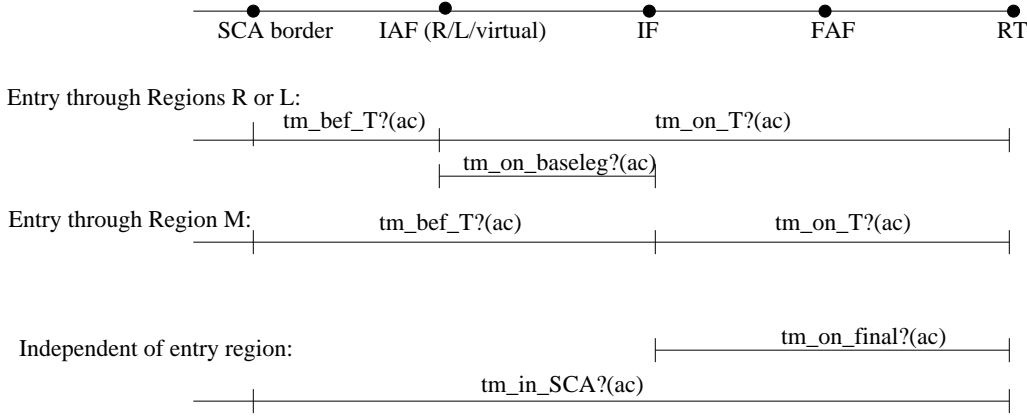 SCA border IAF (R/L/virtual) IF FAF RT
Entry through Regions R or L:
tm_bef_T?(ac) tm_on_T?(ac)
tm_on_baseleg?(ac)
Entry through Region M:
tm_bef_T?(ac) tm_on_T?(ac)
Independent of entry region:
tm_on_final?(ac)
tm_in_SCA?(ac)